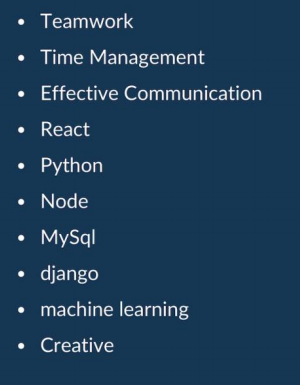 • Teamwork
• Time Management
• Effective Communication
• React
• Python
• Node
• MySql
• django
• machine learning
• Creative